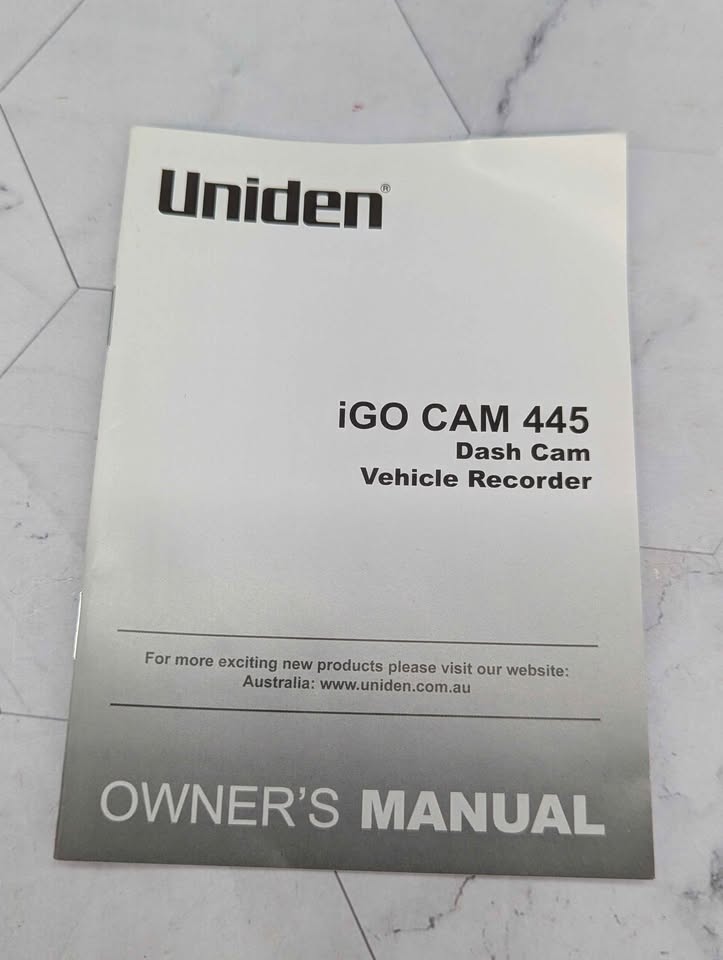 Uniden®
iGO CAM 445
Dash Cam
Vehicle Recorder
For more exciting new products please visit our website:
Australia: www.uniden.com.au
OWNER'S MANUAL